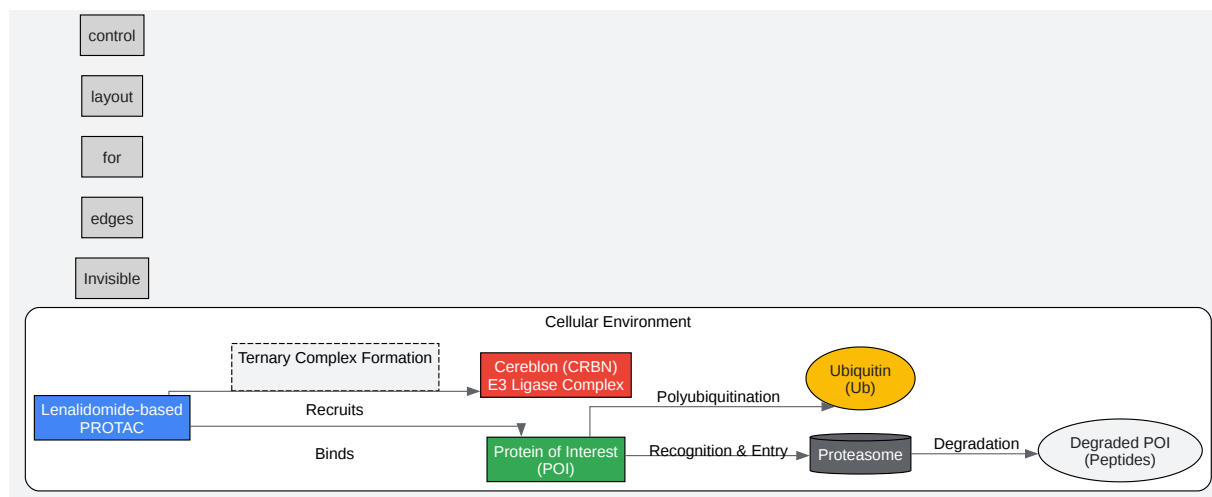 control
layout
for
edges
Invisible
Cellular Environment
Ternary Complex Formation
Cereblon (CRBN)
E3 Ligase Complex
Ubiquitin
(Ub)
Polyubiquitination
Lenalidomide-based
PROTAC
Recruits
Binds
Protein of Interest
(POI)
Recognition & Entry
Proteasome
Degradation
Degraded POI
(Peptides)